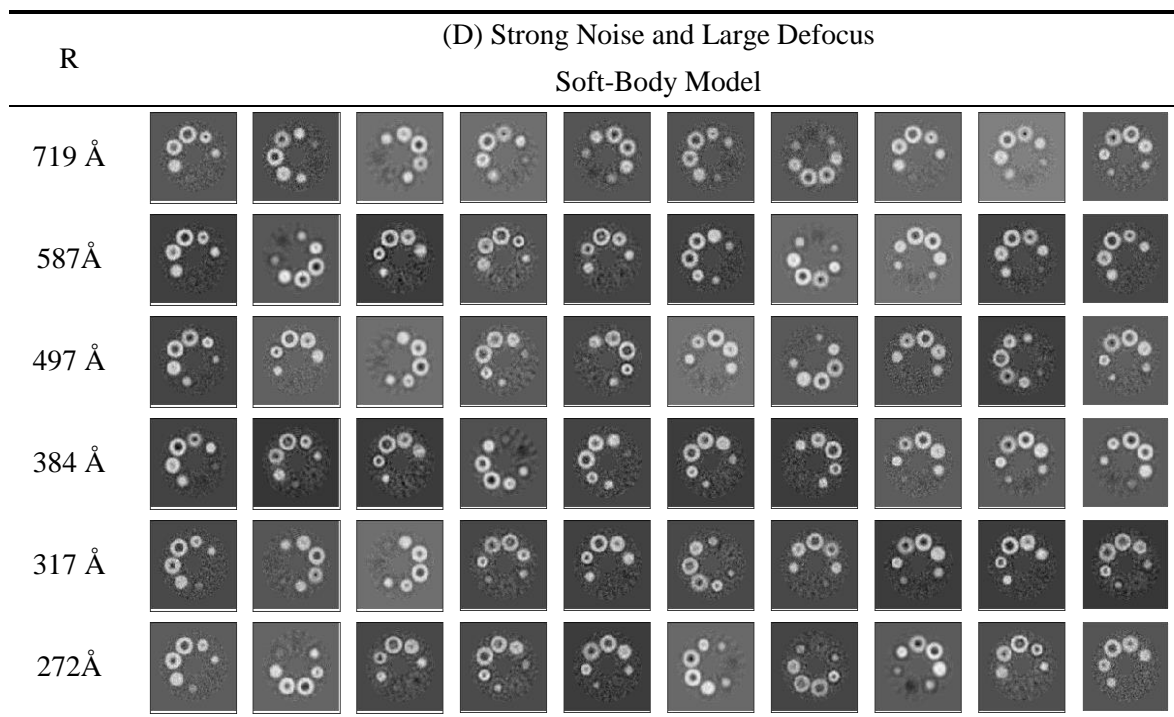 R
(D) Strong Noise and Large Defocus
Soft-Body Model
719 Å
587Å
497 Å
384 Å
317 Å
272Å